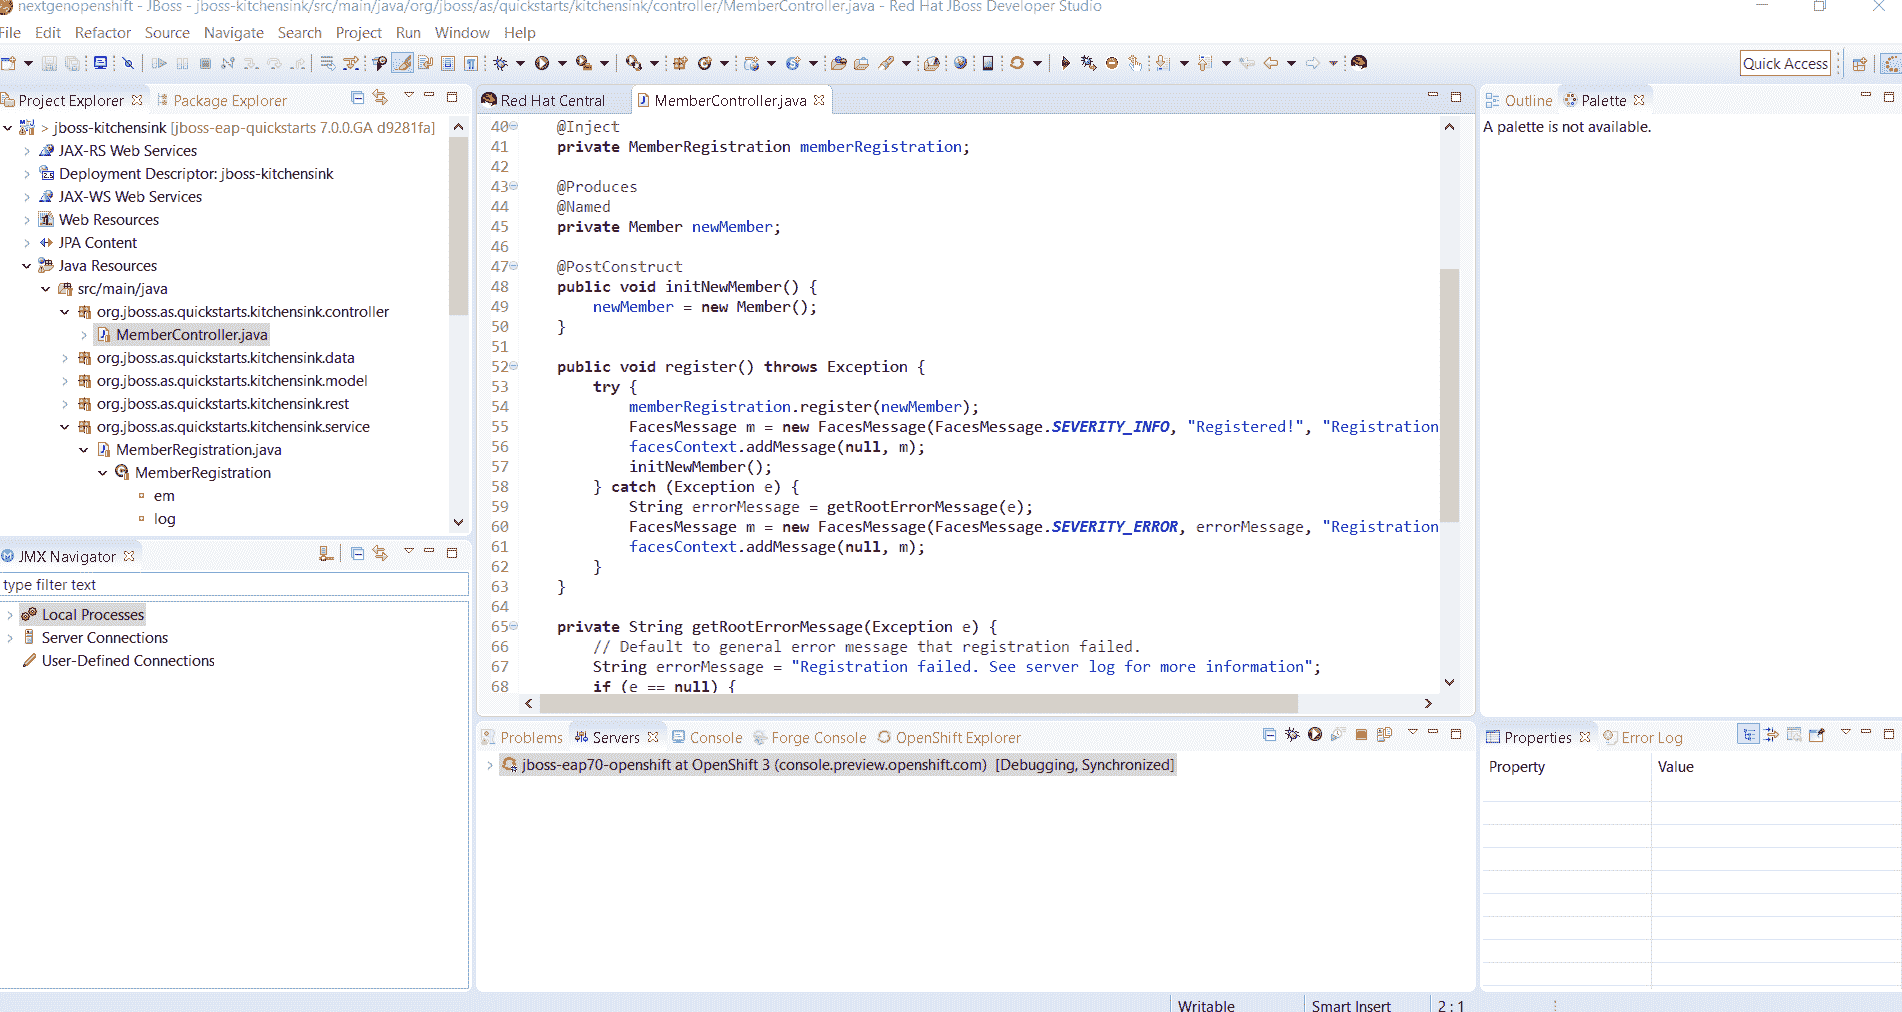 nextgenopenshift - JBoss - jboss-kitchensink/src/main/java/org/jboss/as/quickstarts/kitchensink/controller/MemberController.java - Red Hat JBoss Developer Studio
File Edit Refactor Source Navigate Search Project Run Window Help
Quick Access
Project Explorer Package Explorer
> jboss-kitchensink [jboss-eap-quickstarts 7.0.0.GA d9281fa]
JAX-RS Web Services
Deployment Descriptor: jboss-kitchensink
JAX-WS Web Services
Web Resources
JPA Content
Java Resources
src/main/java
org.jboss.as.quickstarts.kitchensink.controller
MemberController.java
org.jboss.as.quickstarts.kitchensink.data
org.jboss.as.quickstarts.kitchensink.model
org.jboss.as.quickstarts.kitchensink.rest
org.jboss.as.quickstarts.kitchensink.service
MemberRegistration.java
MemberRegistration
em
log
JMX Navigator
type filter text
Local Processes
Server Connections
User-Defined Connections
Red Hat Central MemberController.java
40 @Inject
41 private MemberRegistration memberRegistration;
42
43 @Produces
44 @Named
45 private Member newMember;
46
47 @PostConstruct
48 public void initNewMember() {
49 newMember = new Member();
50 }
51
52 public void register() throws Exception {
53 try {
54 memberRegistration.register(newMember);
55 FacesMessage m = new FacesMessage(FacesMessage.SEVERITY_INFO, "Registered!", "Registration
56 facesContext.addMessage(null, m);
57 initNewMember();
58 } catch (Exception e) {
59 String errorMessage = getRootErrorMessage(e);
60 FacesMessage m = new FacesMessage(FacesMessage.SEVERITY_ERROR, errorMessage, "Registration
61 facesContext.addMessage(null, m);
62 }
63 }
64
65 private String getRootErrorMessage(Exception e) {
66 // Default to general error message that registration failed.
67 String errorMessage = "Registration failed. See server log for more information";
68 if (e == null) {
Outline Palette
A palette is not available.
Problems Servers Console Forge Console OpenShift Explorer
jboss-eap70-openshift at OpenShift 3 (console.preview.openshift.com) [Debugging, Synchronized]
Properties Error Log
Property Value
Writable Smart Insert 2 : 1